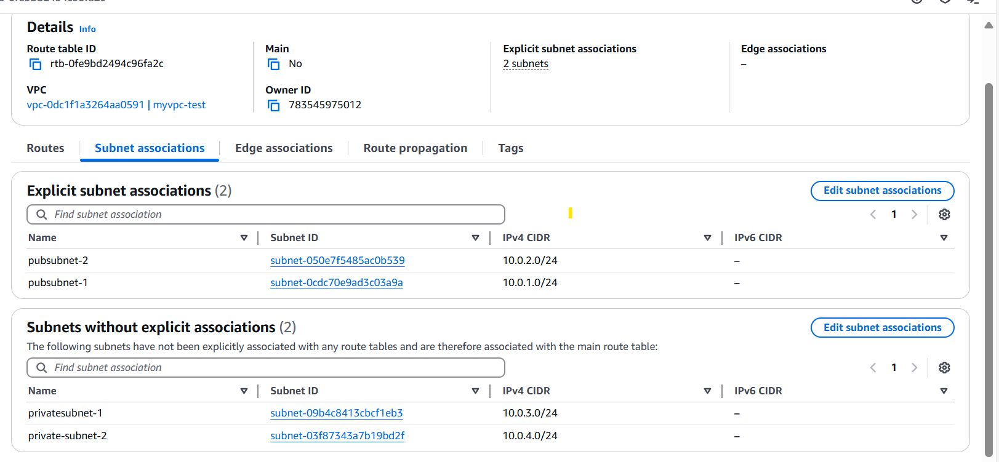 Details Info
Route table ID
rtb-0fe9bd2494c96fa2c
Main
No
Explicit subnet associations
2 subnets
Edge associations
–
VPC
vpc-0dc1f1a3264aa0591 | myvpc-test
Owner ID
783545975012
Routes Subnet associations Edge associations Route propagation Tags
Explicit subnet associations (2) Edit subnet associations
Find subnet association 1
Name Subnet ID IPv4 CIDR IPv6 CIDR
pubsubnet-2 subnet-050e7f5485ac0b539 10.0.2.0/24 –
pubsubnet-1 subnet-0cdc70e9ad3c03a9a 10.0.1.0/24 –
Subnets without explicit associations (2) Edit subnet associations
The following subnets have not been explicitly associated with any route tables and are therefore associated with the main route table:
Find subnet association 1
Name Subnet ID IPv4 CIDR IPv6 CIDR
privatesubnet-1 subnet-09b4c8413cbcf1eb3 10.0.3.0/24 –
private-subnet-2 subnet-03f87343a7b19bd2f 10.0.4.0/24 –